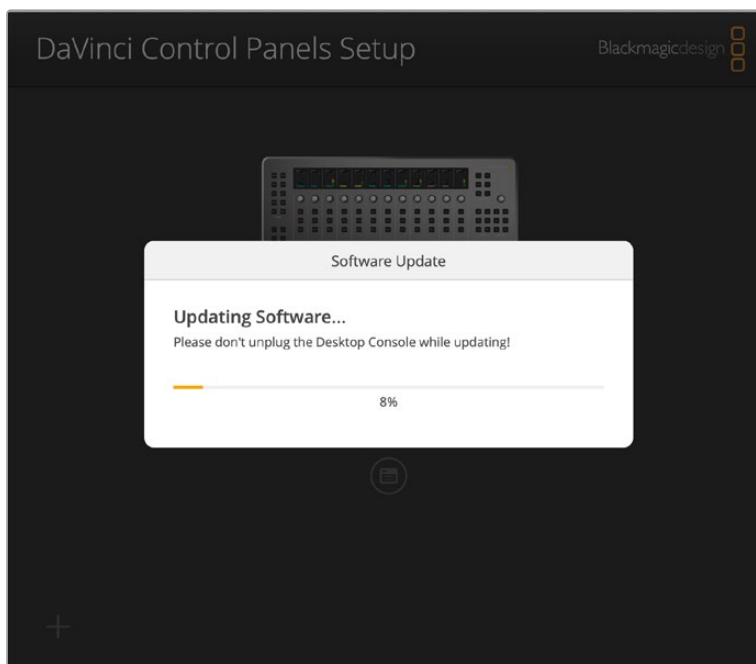 DaVinci Control Panels Setup
Blackmagicdesign
Software Update
Updating Software...
Please don't unplug the Desktop Console while updating!
8%